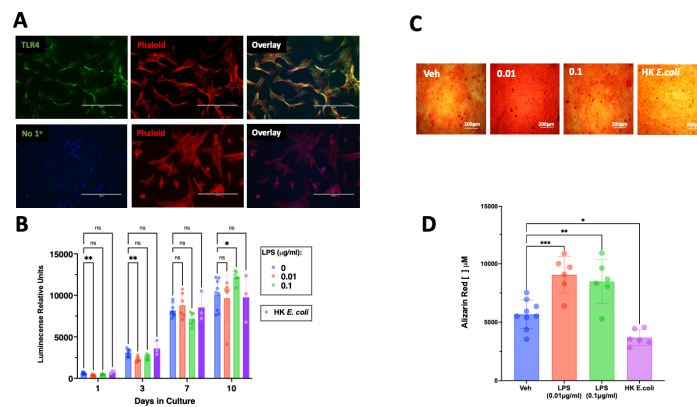 A
TLR4
Phaloid
Overlay
No 1°
Phaloid
Overlay
C
Veh
0.01
0.1
HK E.coli
200µm
200µm
200µm
200µm
B
ns
ns
ns
ns
ns
ns
ns
*
**
**
ns
ns
15000
10000
5000
0
Luminescense Relative Units
1
3
7
10
Days in Culture
LPS (µg/ml):
0
0.01
0.1
HK E. coli
D
*
**
***
15000
10000
5000
0
Alizarin Red [ ] µM
Veh
LPS
(0.01µg/ml)
LPS
(0.1µg/ml)
HK E.coli